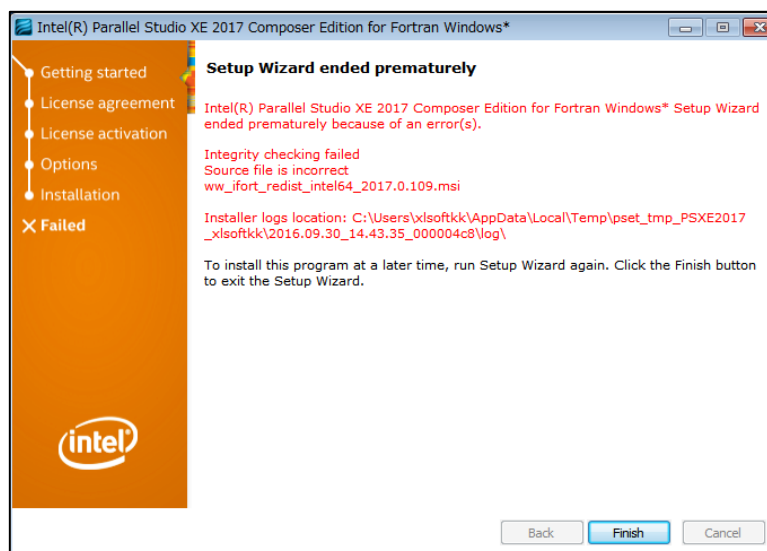 Intel(R) Parallel Studio XE 2017 Composer Edition for Fortran Windows*
Getting started
License agreement
License activation
Options
Installation
Failed
Setup Wizard ended prematurely
Intel(R) Parallel Studio XE 2017 Composer Edition for Fortran Windows* Setup Wizard
ended prematurely because of an error(s).
Integrity checking failed
Source file is incorrect
ww_ifort_redist_intel64_2017.0.109.msi
Installer logs location: C:\Users\xlsoftkk\AppData\Local\Temp\pset_tmp_PSXE2017
_xlsoftkk\2016.09.30_14.43.35_000004c8\log\
To install this program at a later time, run Setup Wizard again. Click the Finish button
to exit the Setup Wizard.
intel
Back
Finish
Cancel